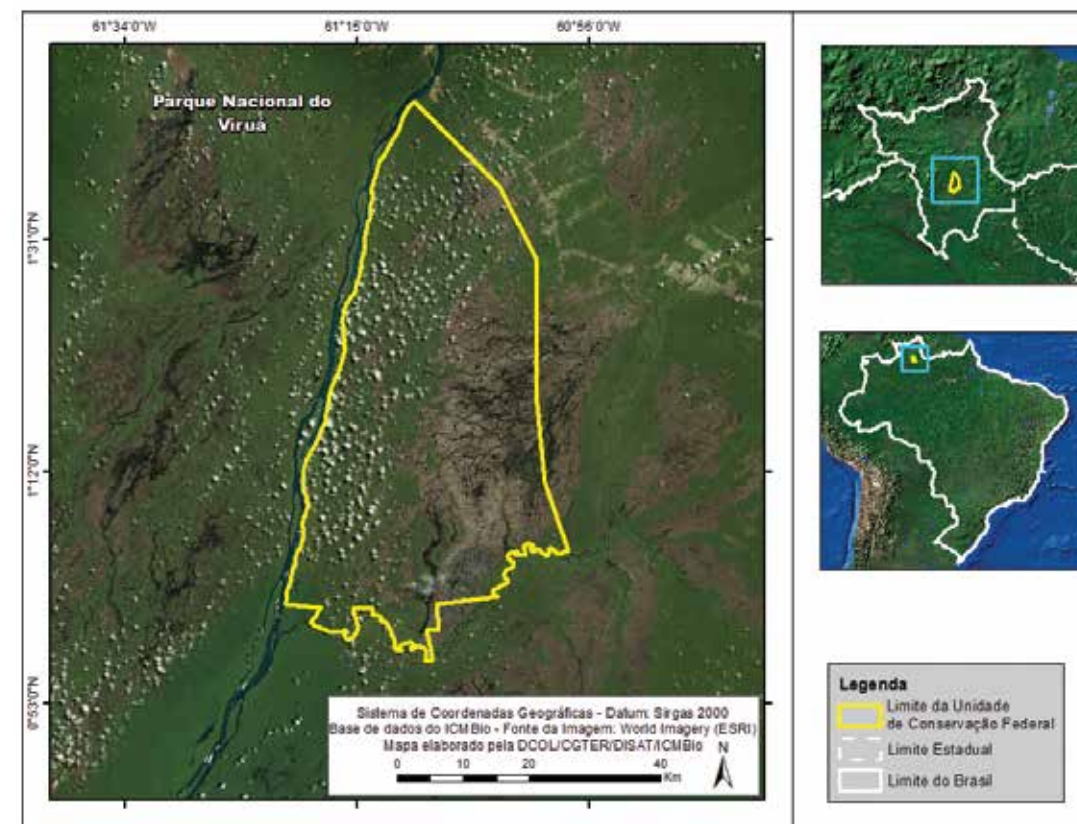 61°34'0"W
61°15'0"W
60°56'0"W
Parque Nacional do
Viruá
1°31'0"N
1°12'0"N
0°53'0"N
Sistema de Coordenadas Geográficas - Datum: Sirgas 2000
Base de dados do ICMBio - Fonte da Imagem: World Imagery (ESRI)
Mapa elaborado pela DCOL/CGTER/DISAT/ICMBio
N
0 20 40
Km
Legenda
Limite da Unidade
de Conservação Federal
Limite Estadual
Limite do Brasil